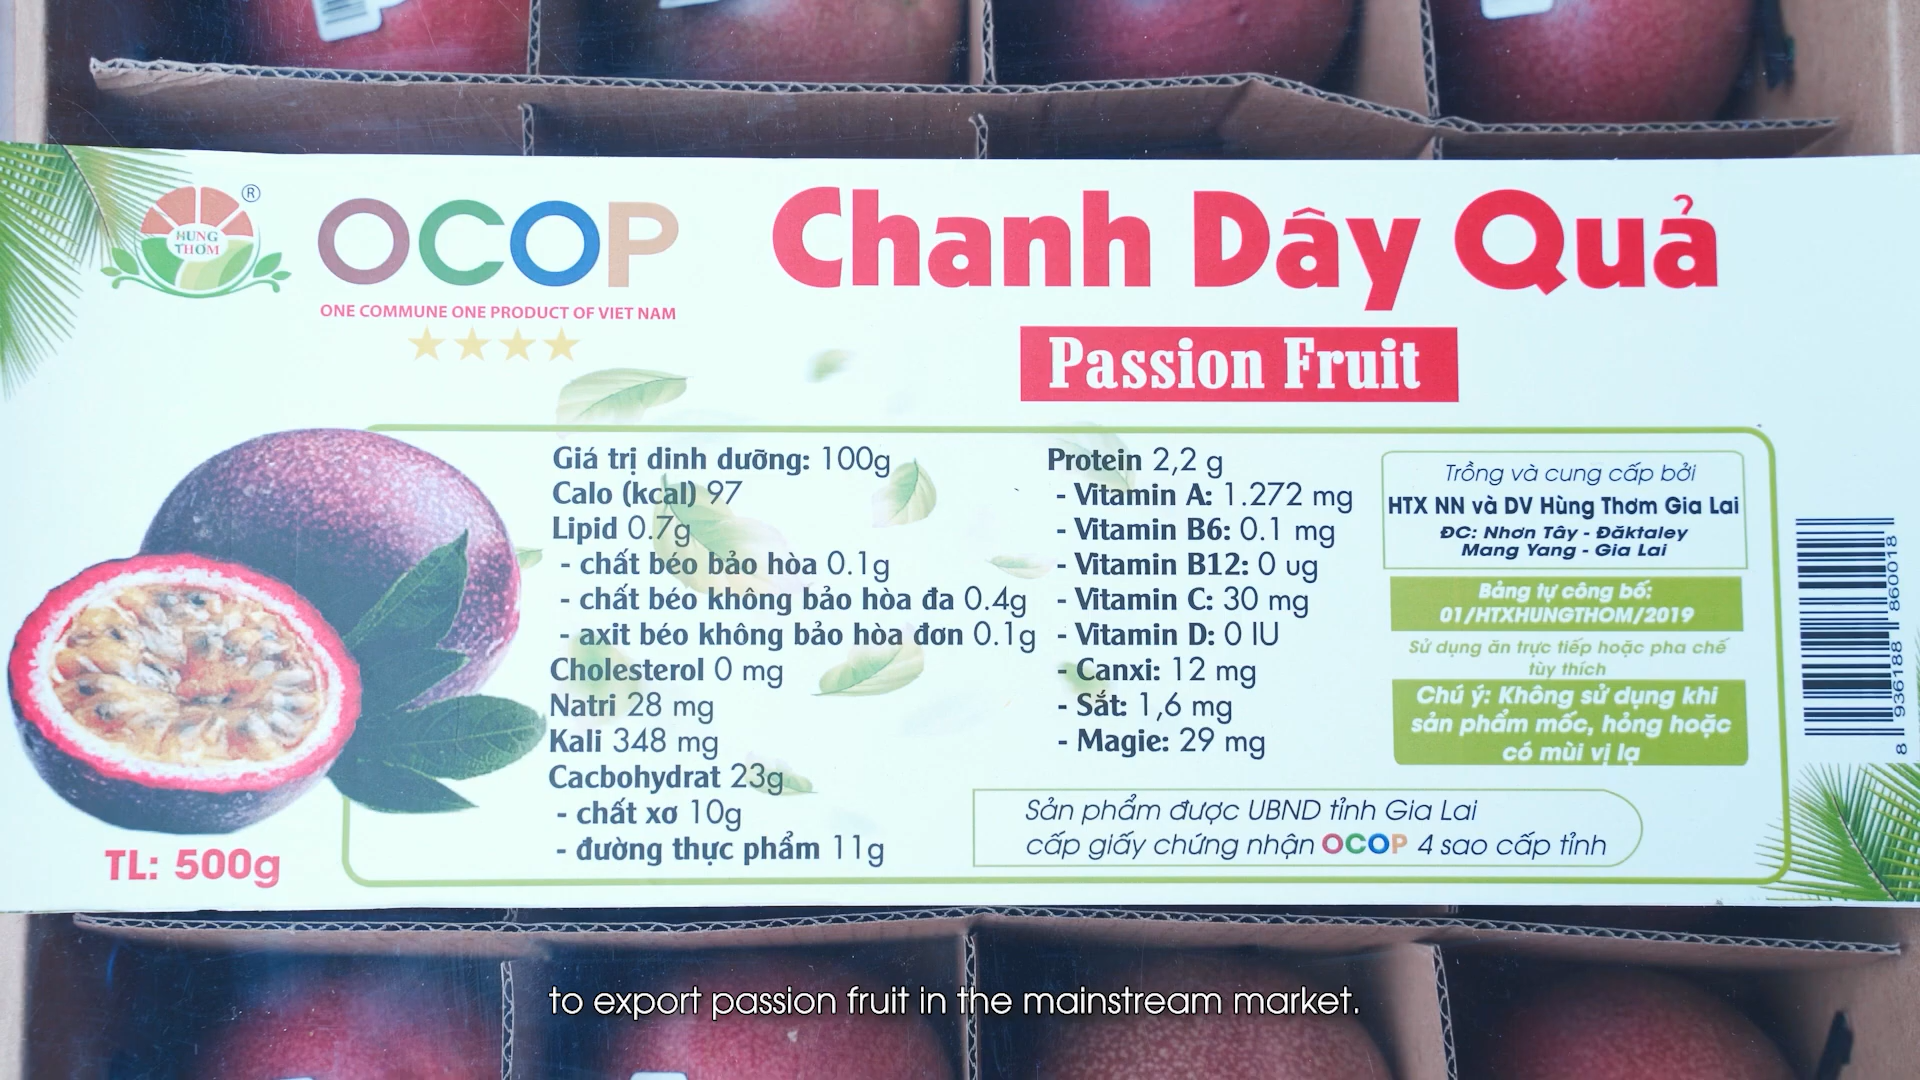 HÙNG
THƠM
®
OCOP
ONE COMMUNE ONE PRODUCT OF VIET NAM
Chanh Dây Quả
Passion Fruit
Giá trị dinh dưỡng: 100g
Calo (kcal) 97
Lipid 0.7g
- chất béo bảo hòa 0.1g
- chất béo không bảo hòa đa 0.4g
- axit béo không bảo hòa đơn 0.1g
Cholesterol 0 mg
Natri 28 mg
Kali 348 mg
Cacbohydrat 23g
- chất xơ 10g
- đường thực phẩm 11g
Protein 2,2 g
- Vitamin A: 1.272 mg
- Vitamin B6: 0.1 mg
- Vitamin B12: 0 ug
- Vitamin C: 30 mg
- Vitamin D: 0 IU
- Canxi: 12 mg
- Sắt: 1,6 mg
- Magie: 29 mg
Trồng và cung cấp bởi
HTX NN và DV Hùng Thơm Gia Lai
ĐC: Nhơn Tây - Đăktaley
Mang Yang - Gia Lai
Bảng tự công bố:
01/HTXHUNGTHOM/2019
Sử dụng ăn trực tiếp hoặc pha chế
tùy thích
Chú ý: Không sử dụng khi
sản phẩm mốc, hỏng hoặc
có mùi vị lạ
Sản phẩm được UBND tỉnh Gia Lai
cấp giấy chứng nhận OCOP 4 sao cấp tỉnh
TL: 500g
8 936188 860018
to export passion fruit in the mainstream market.